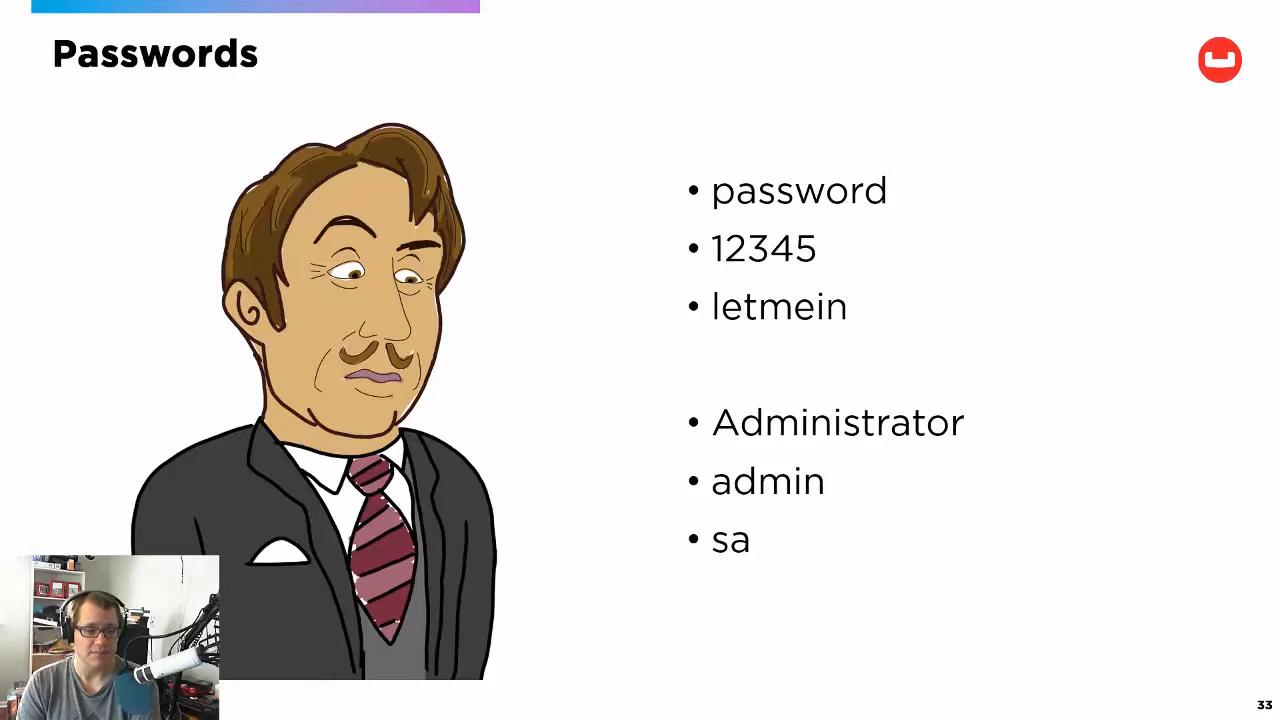 Passwords
• password
• 12345
• letmein
• Administrator
• admin
• sa
33